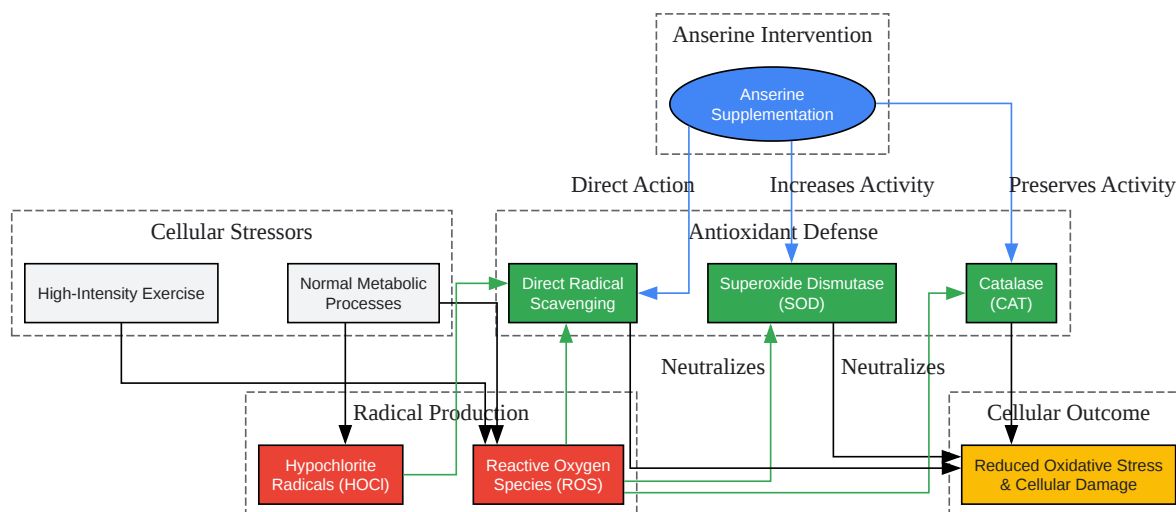 Anserine Intervention
Anserine
Supplementation
Direct Action
Increases Activity
Preserves Activity
Cellular Stressors
Antioxidant Defense
High-Intensity Exercise
Normal Metabolic
Processes
Direct Radical
Scavenging
Superoxide Dismutase
(SOD)
Catalase
(CAT)
Neutralizes
Neutralizes
Radical Production
Cellular Outcome
Hypochlorite
Radicals (HOCl)
Reactive Oxygen
Species (ROS)
Reduced Oxidative Stress
& Cellular Damage